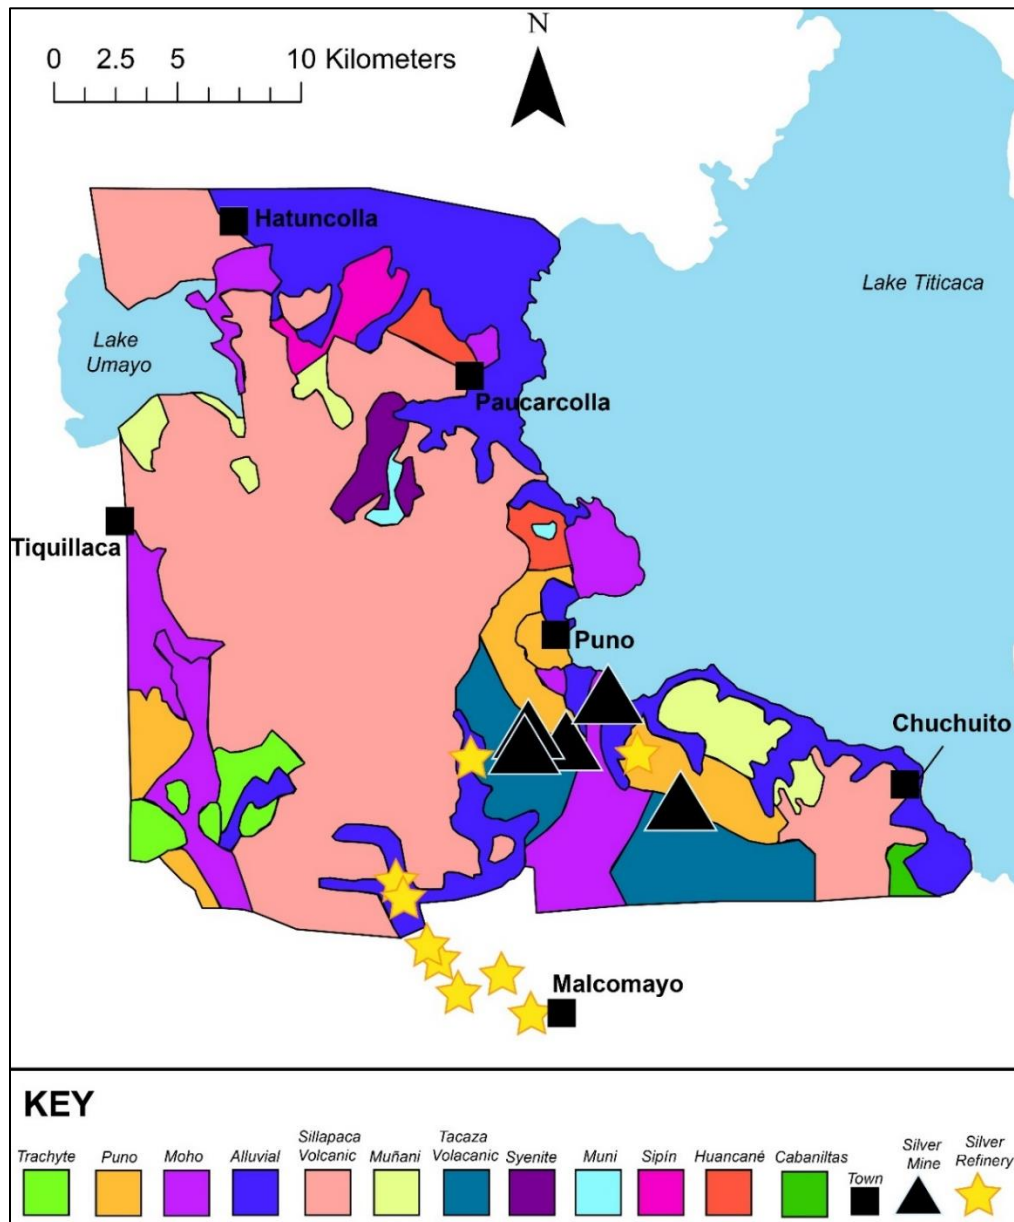 N
0 2.5 5 10 Kilometers
Hatuncolla
Lake Titicaca
Lake
Umayo
Paucarcolla
Tiquillaca
Puno
Chuchuito
Malcomayo
KEY
Trachyte
Puno
Moho
Alluvial
Sillapaca
Volcanic
Muñani
Tacaza
Volacanic
Syenite
Muni
Sipín
Huancané
Cabaniltas
Town
Silver
Mine
Silver
Refinery